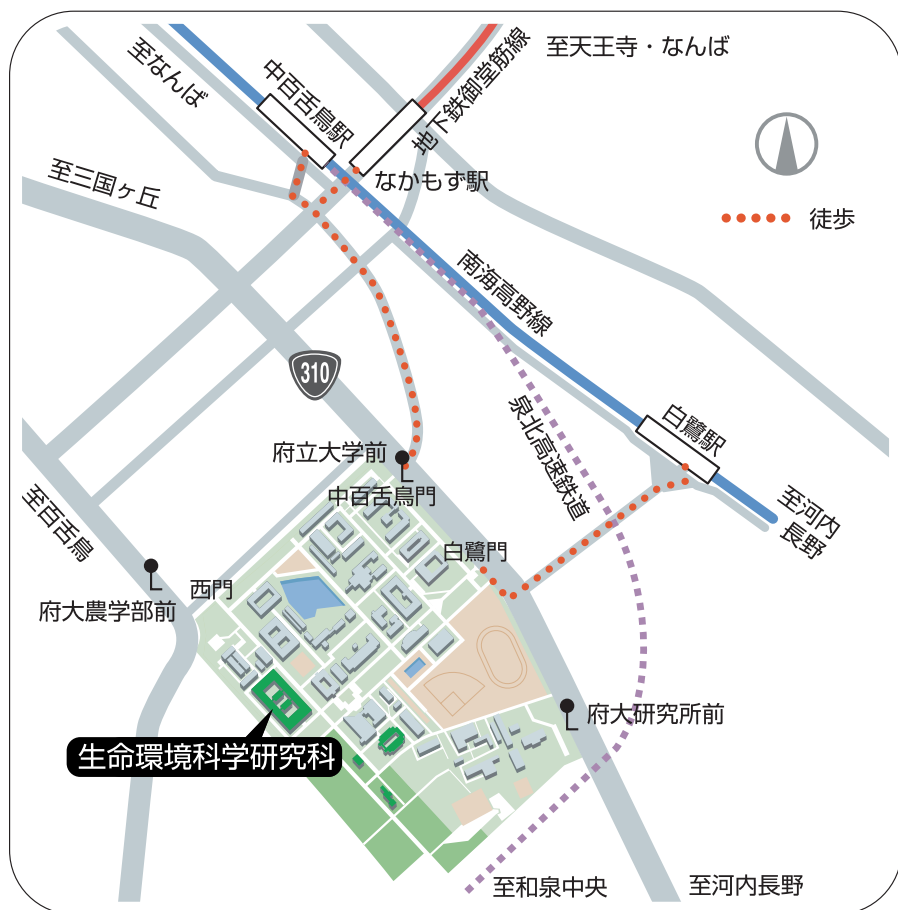 至天王寺・なんば
地下鉄御堂筋線
至なんば
中百舌鳥駅
なかもず駅
至三国ヶ丘
徒歩
南海高野線
310
白鷺駅
泉北高速鉄道
府立大学前
中百舌鳥門
至百舌鳥
至河内
長野
白鷺門
西門
府大農学部前
府大研究所前
生命環境科学研究科
至和泉中央
至河内長野